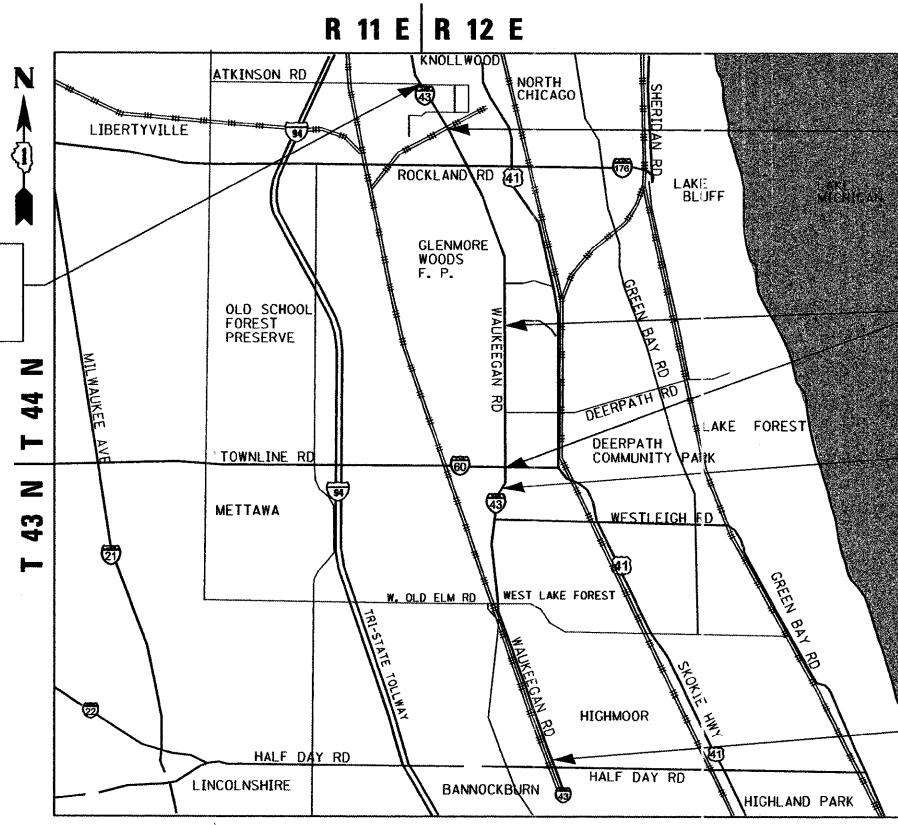 R 11 E R 12 E
N
1
KNOLLWOOD
ATKINSON RD
43
NORTH
CHICAGO
SHERIDAN RD
LIBERTYVILLE
94
ROCKLAND RD
41
176
LAKE
BLUFF
LAKE
MICHIGAN
GLENMORE
WOODS
F. P.
OLD SCHOOL
FOREST
PRESERVE
WAUKEEGAN RD
GREEN BAY RD
MILWAUKEE AVE
T 43 N T 44 N
DEERPATH RD
LAKE FOREST
DEERPATH
COMMUNITY PARK
TOWNLINE RD
60
94
43
METTAWA
WESTLEIGH RD
21
41
W. OLD ELM RD
WEST LAKE FOREST
TRI-STATE TOLLWAY
WAUKEEGAN RD
GREEN BAY RD
SKOKIE HWY
22
HIGHMOOR
41
HALF DAY RD
HALF DAY RD
LINCOLNSHIRE
BANNOCKBURN
43
HIGHLAND PARK